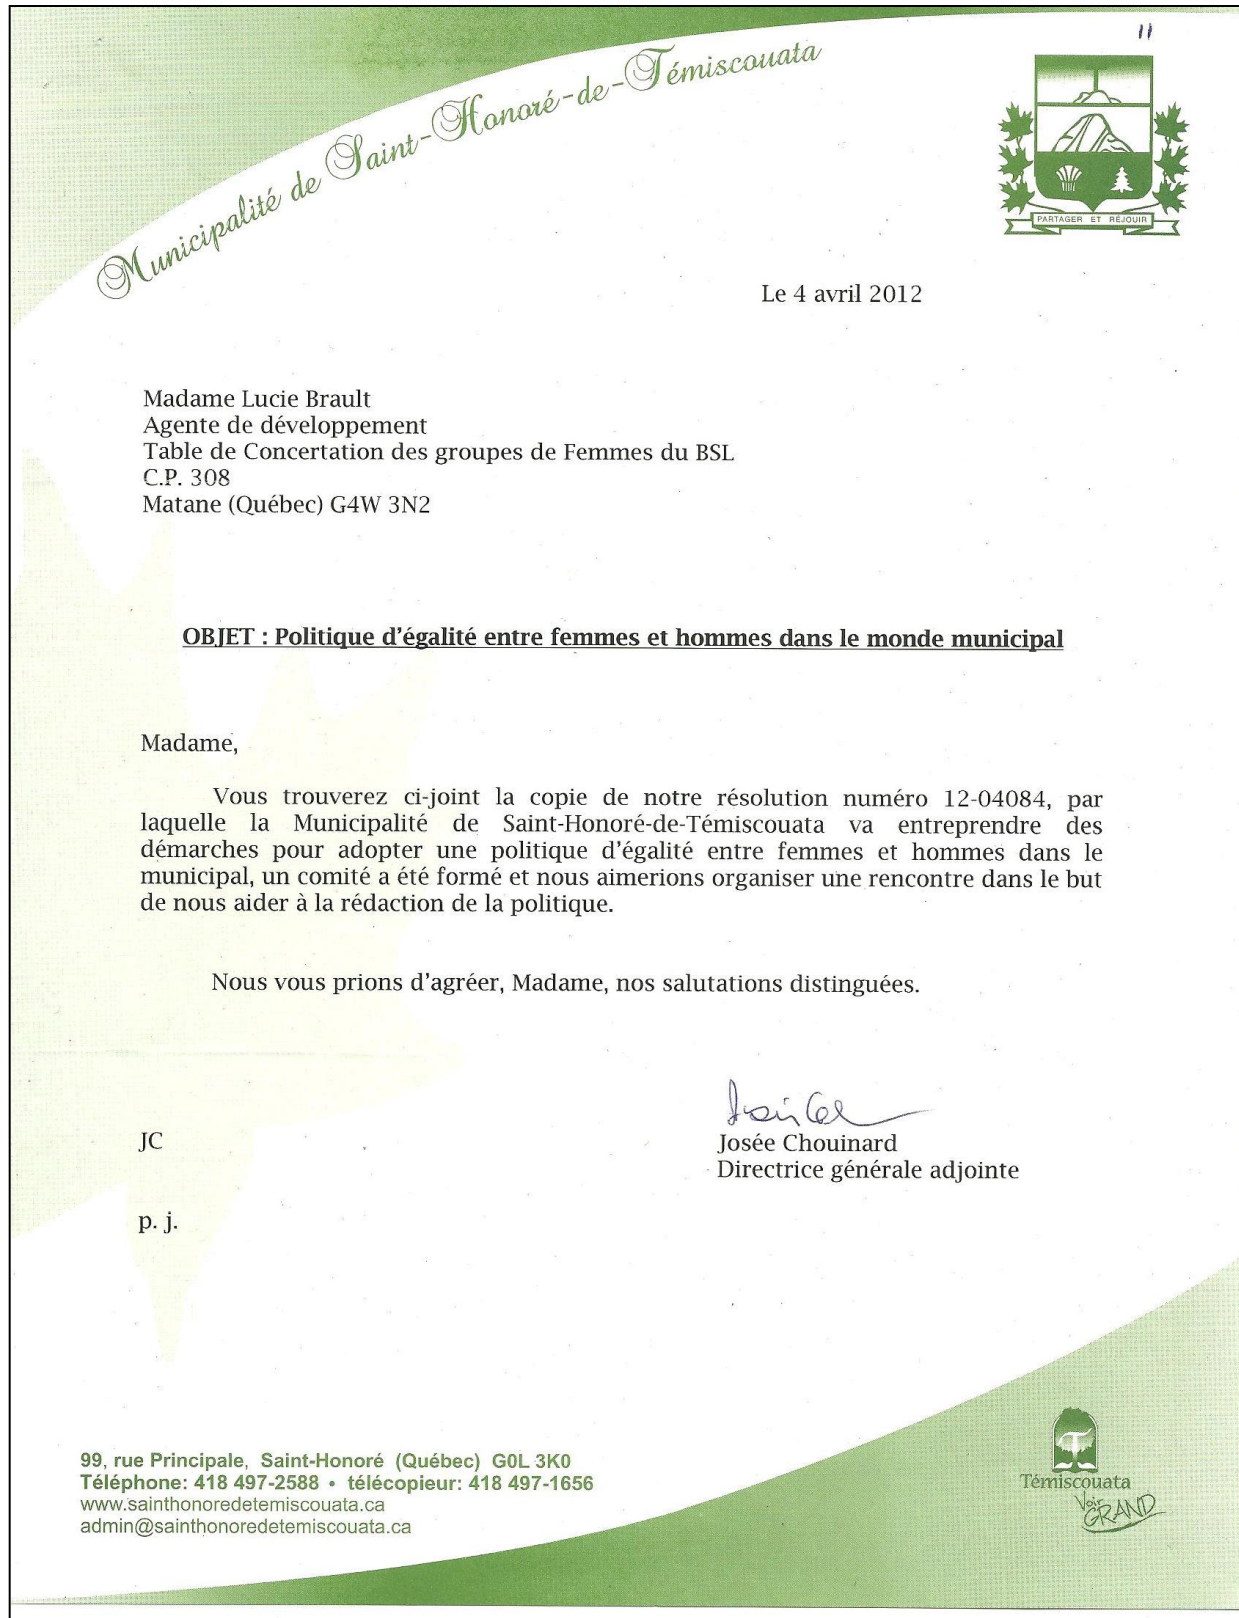 11
Municipalité de Saint-Honoré-de-Témiscouata
PARTAGER ET RÉJOUIR
Le 4 avril 2012
Madame Lucie Brault
Agente de développement
Table de Concertation des groupes de Femmes du BSL
C.P. 308
Matane (Québec) G4W 3N2
OBJET : Politique d'égalité entre femmes et hommes dans le monde municipal
Madame,
Vous trouverez ci-joint la copie de notre résolution numéro 12-04084, par
laquelle la Municipalité de Saint-Honoré-de-Témiscouata va entreprendre des
démarches pour adopter une politique d'égalité entre femmes et hommes dans le
municipal, un comité a été formé et nous aimerions organiser une rencontre dans le but
de nous aider à la rédaction de la politique.
Nous vous prions d'agréer, Madame, nos salutations distinguées.
JC
Josée Chouinard
Directrice générale adjointe
p. j.
99, rue Principale, Saint-Honoré (Québec) G0L 3K0
Téléphone: 418 497-2588 • télécopieur: 418 497-1656
www.sainthonoredetemiscouata.ca
admin@sainthonoredetemiscouata.ca
Témiscouata
Voir
GRAND